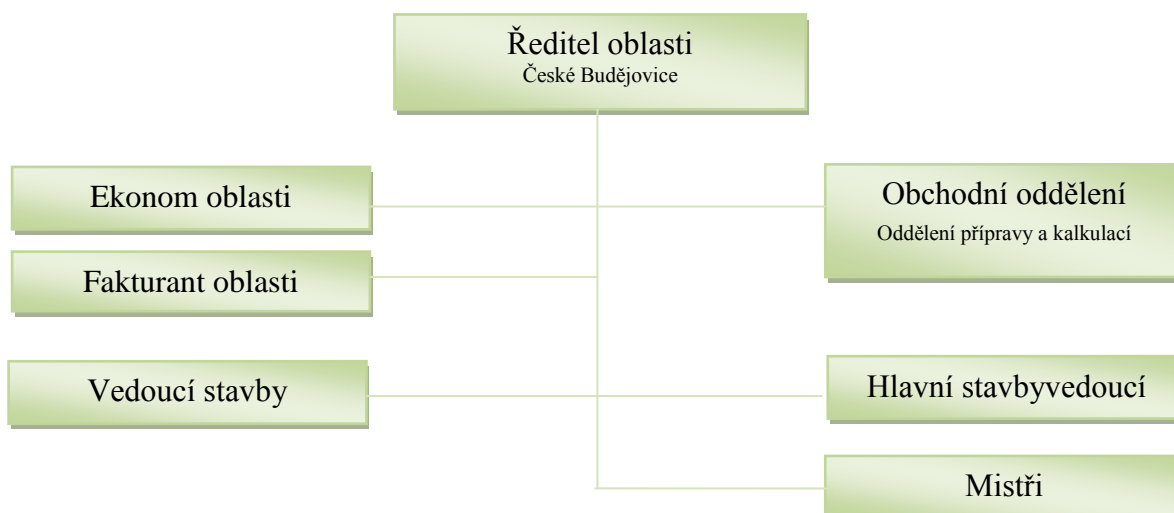 Ředitel oblasti
České Budějovice
Ekonom oblasti
Obchodní oddělení
Oddělení přípravy a kalkulací
Fakturant oblasti
Vedoucí stavby
Hlavní stavbyvedoucí
Mistři